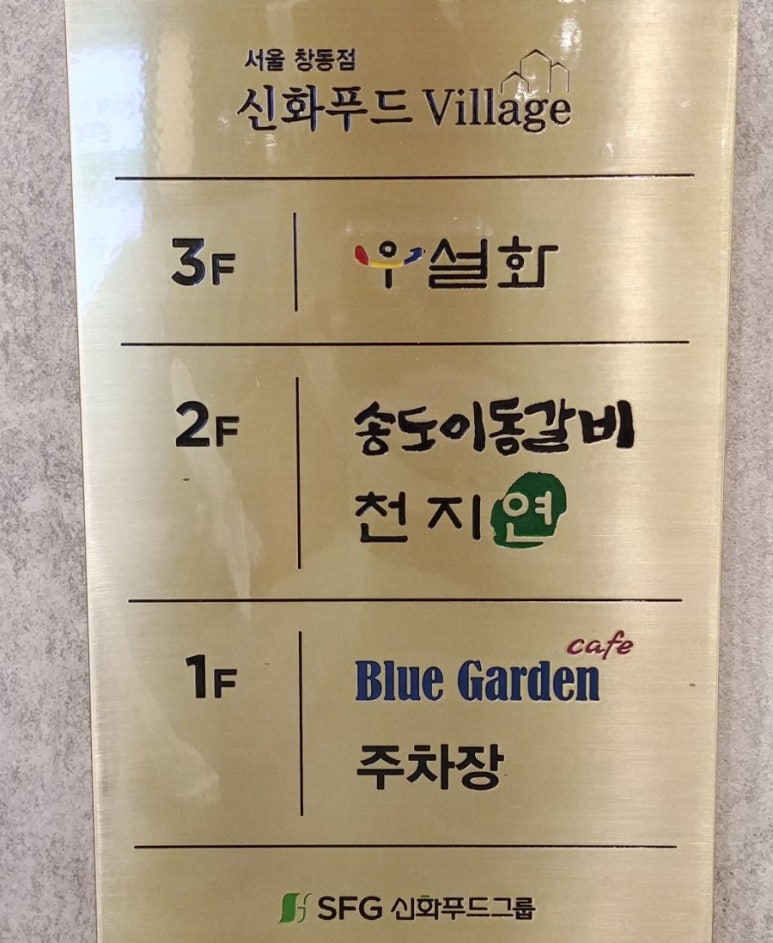 서울 창동점
신화푸드 Village
3F 우설화
2F 송도이동갈비
천지연
1F Blue Garden cafe
주차장
SFG 신화푸드그룹